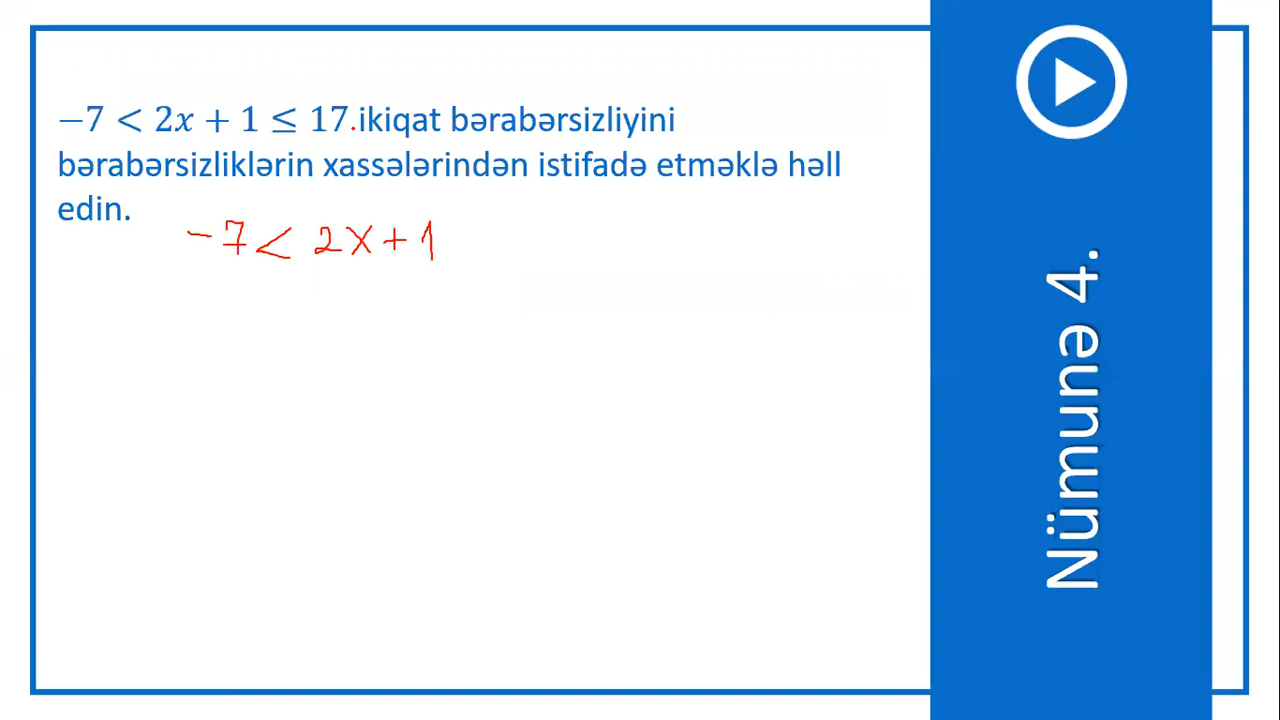 −7 < 2x + 1 ≤ 17.ikiqat bərabərsizliyini
bərabərsizliklərin xassələrindən istifadə etməklə həll
edin.
-7 < 2x + 1
Nümunə 4.